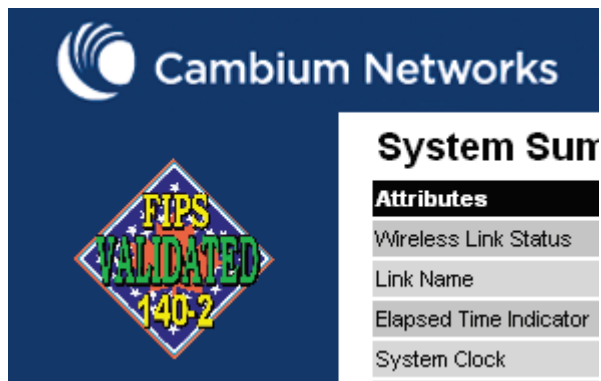 Cambium Networks
System Sum
Attributes
Wireless Link Status
Link Name
Elapsed Time Indicator
System Clock
FIPS
VALIDATED
140-2